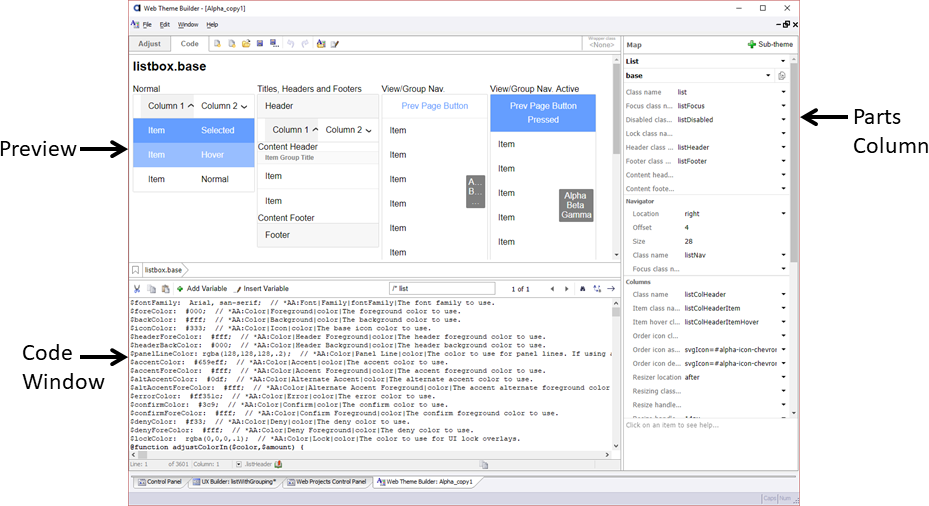 Web Theme Builder - [Alpha_copy1]
File Edit Window Help
Adjust Code
Wrapper class
<None>
Map Sub-theme
listbox.base
Normal
Column 1 Column 2
Item Selected
Item Hover
Item Normal
Titles, Headers and Footers
Header
Column 1 Column 2
Content Header
Item Group Title
Item
Item
Content Footer
Footer
View/Group Nav.
Prev Page Button
Item
Item
Item
Item
Item
Item
A...
B...
...
View/Group Nav. Active
Prev Page Button
Pressed
Item
Item
Item
Item
Item
Alpha
Beta
Gamma
listbox.base
List
base
Class name list
Focus class n... listFocus
Disabled clas... listDisabled
Lock class na...
Header class ... listHeader
Footer class ... listFooter
Content head...
Content foote...
Navigator
Location right
Offset 4
Size 28
Class name listNav
Focus class n...
Columns
Class name listColHeader
Item class na... listColHeaderItem
Item hover cl... listColHeaderItemHover
Order icon cl...
Order icon as... svgIcon=#alpha-icon-chevror
Order icon de... svgIcon=#alpha-icon-chevror
Resizer location after
Resizing class...
Resize handle...
Click on an item to see help...
Add Variable Insert Variable /* list 1 of 1
$fontFamily: Arial, san-serif; // *AA:Font|Family|fontFamily|The font family to use.
$foreColor: #000; // *AA:Color|Foreground|color|The foreground color to use.
$backColor: #fff; // *AA:Color|Background|color|The background color to use.
$iconColor: #333; // *AA:Color|Icon|color|The base icon color to use.
$headerForeColor: #fff; // *AA:Color|Header Foreground|color|The header foreground color to use.
$headerBackColor: #000; // *AA:Color|Header Background|color|The header background color to use.
$panelLineColor: rgba(128,128,128,.2); // *AA:Color|Panel Line|color|The color to use for panel lines. If using a
$accentColor: #659eff; // *AA:Color|Accent|color|The accent color to use.
$accentForeColor: #fff; // *AA:Color|Accent Foreground|color|The accent foreground color to use.
$altAccentColor: #0df; // *AA:Color|Alternate Accent|color|The alternate accent color to use.
$altAccentForeColor: #fff; // *AA:Color|Alternate Accent Foreground|color|The accent alternate foreground color
$errorColor: #ff351c; // *AA:Color|Error|color|The error color to use.
$confirmColor: #3c9; // *AA:Color|Confirm|color|The confirm color to use.
$confirmForeColor: #fff; // *AA:Color|Confirm Foreground|color|The confirm foreground color to use.
$denyColor: #f33; // *AA:Color|Deny|color|The deny color to use.
$denyForeColor: #fff; // *AA:Color|Deny Foreground|color|The deny color to use.
$lockColor: rgba(0,0,0,.1); // *AA:Color|Lock|color|The color to use for UI lock overlays.
@function adjustColorIn($color,$amount) {
Line: 1 of 3601 Column: 1 .listHeader
Control Panel UX Builder: listWithGrouping* Web Projects Control Panel Web Theme Builder: Alpha_copy1
Caps Num
Preview
Code
Window
Parts
Column